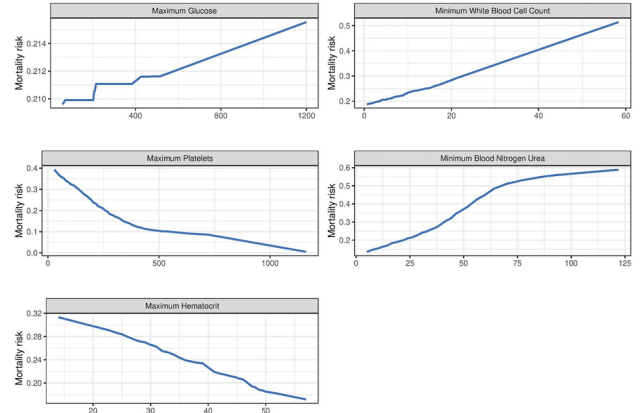 Maximum Glucose
Mortality risk
0.214
0.212
0.210
400 800 1200
Minimum White Blood Cell Count
Mortality risk
0.5
0.4
0.3
0.2
0 20 40 60
Maximum Platelets
Mortality risk
0.4
0.3
0.2
0.1
0.0
0 500 1000
Minimum Blood Nitrogen Urea
Mortality risk
0.6
0.5
0.4
0.3
0.2
0 25 50 75 100 125
Maximum Hematocrit
Mortality risk
0.32
0.28
0.24
0.20
20 30 40 50